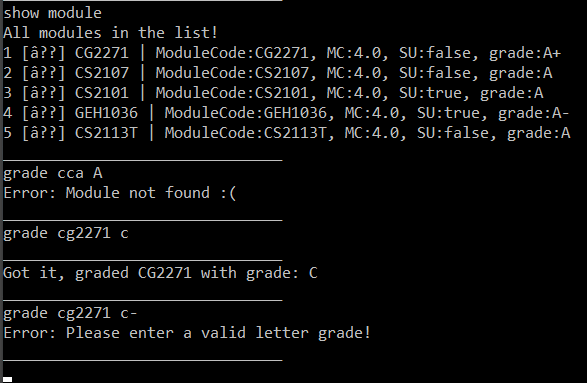 show module
All modules in the list!
1 [â??] CG2271 | ModuleCode:CG2271, MC:4.0, SU:false, grade:A+
2 [â??] CS2107 | ModuleCode:CS2107, MC:4.0, SU:false, grade:A
3 [â??] CS2101 | ModuleCode:CS2101, MC:4.0, SU:true, grade:A
4 [â??] GEH1036 | ModuleCode:GEH1036, MC:4.0, SU:true, grade:A-
5 [â??] CS2113T | ModuleCode:CS2113T, MC:4.0, SU:false, grade:A
grade cca A
Error: Module not found :(
grade cg2271 c
Got it, graded CG2271 with grade: C
grade cg2271 c-
Error: Please enter a valid letter grade!